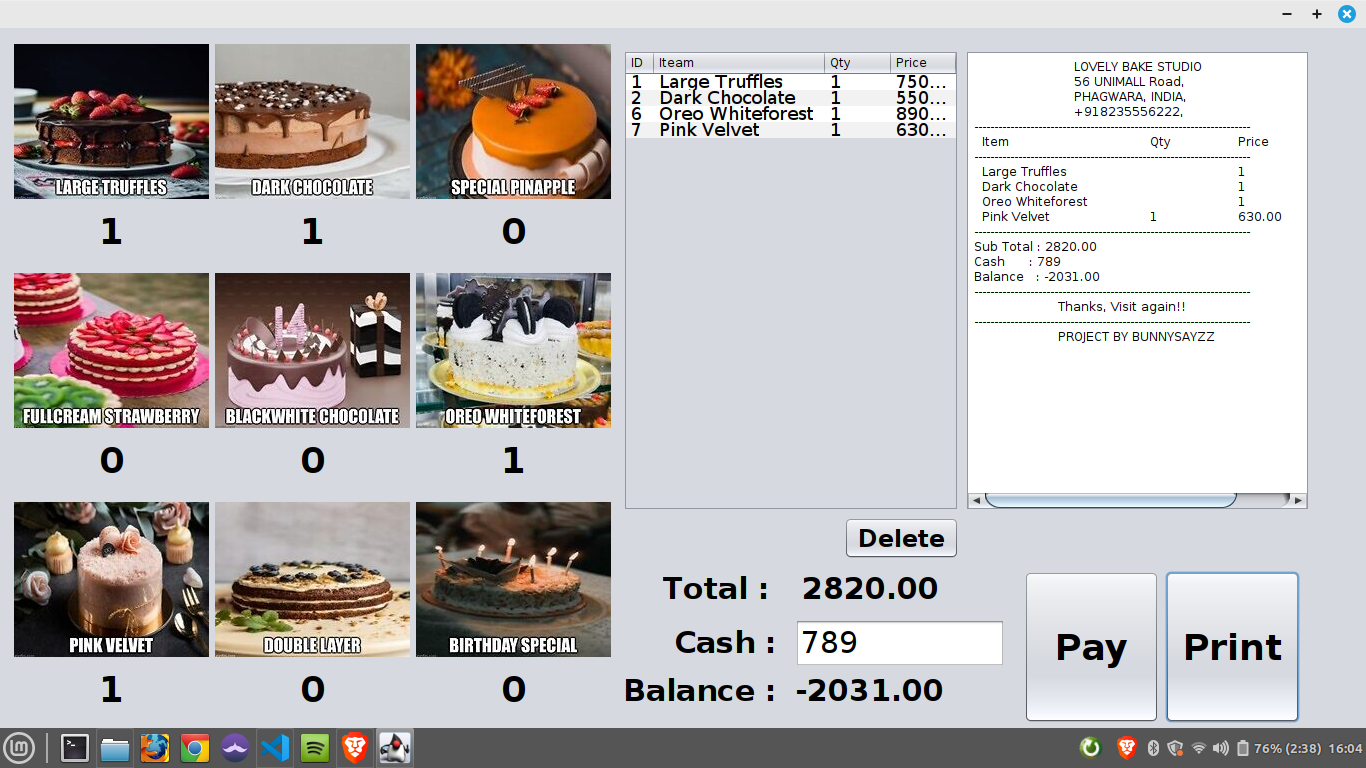 LARGE TRUFFLES
DARK CHOCOLATE
SPECIAL PINAPPLE
1 1 0
FULLCREAM STRAWBERRY
BLACKWHITE CHOCOLATE
OREO WHITEFOREST
0 0 1
PINK VELVET
DOUBLE LAYER
BIRTHDAY SPECIAL
1 0 0
ID Iteam Qty Price
1 Large Truffles 1 750...
2 Dark Chocolate 1 550...
6 Oreo Whiteforest 1 890...
7 Pink Velvet 1 630...
Delete
Total : 2820.00
Cash : 789
Balance : -2031.00
LOVELY BAKE STUDIO
56 UNIMALL Road,
PHAGWARA, INDIA,
+918235556222,
Item Qty Price
Large Truffles 1
Dark Chocolate 1
Oreo Whiteforest 1
Pink Velvet 1 630.00
Sub Total : 2820.00
Cash : 789
Balance : -2031.00
Thanks, Visit again!!
PROJECT BY BUNNYSAYZZ
Pay
Print
76% (2:38) 16:04